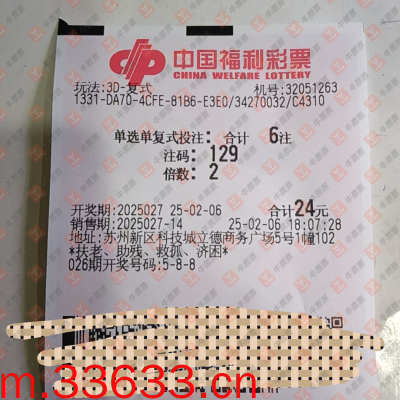 中国福利彩票
CHINA WELFARE LOTTERY
玩法:3D-复式 机号:32051263
1331-DA70-4CFE-81B6-E3E0/34270032/C4310
单选单复式投注: 合计 6注
注码: 129
倍数: 2
开奖期:2025027 25-02-06 合计24元
销售期:2025027-14 25-02-06 18:07:28
地址:苏州新区科技城立德商务广场5号1幢102
*扶老、助残、救孤、济困*
026期开奖号码:5-8-8
m.33633.cn